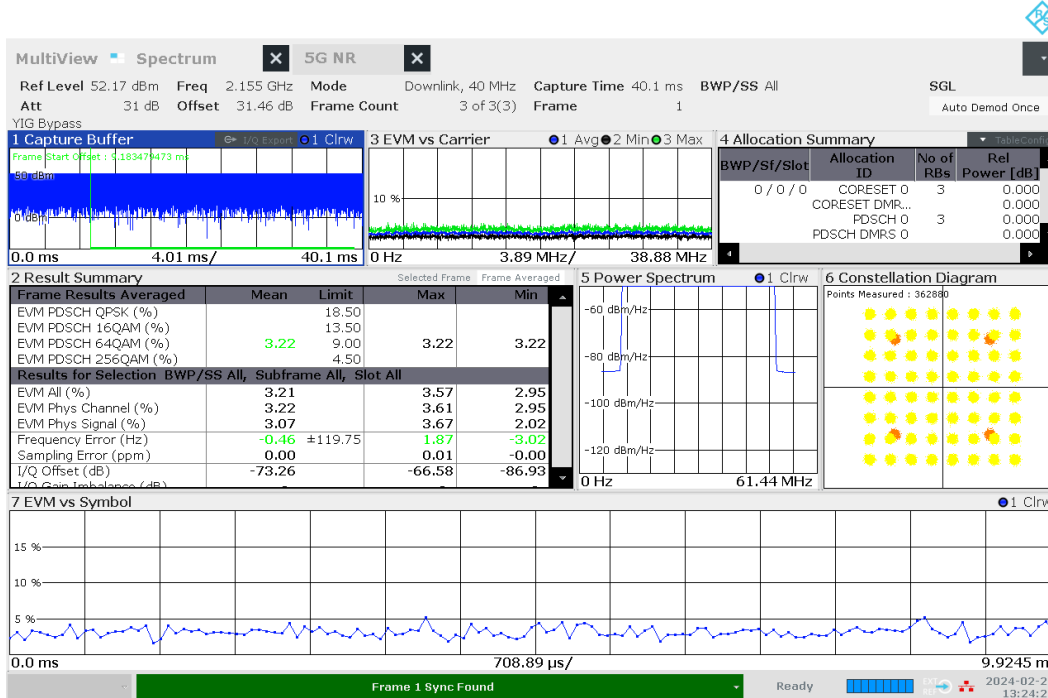 MultiView Spectrum 5G NR
Ref Level 52.17 dBm Freq 2.155 GHz Mode Downlink, 40 MHz Capture Time 40.1 ms BWP/SS All SGL
Att 31 dB Offset 31.46 dB Frame Count 3 of 3(3) Frame 1 Auto Demod Once
YIG Bypass
1 Capture Buffer I/Q Export 1 Clrw
Frame Start Offset : 5.183479473 ms
50 dBm
0 dBm
0.0 ms 4.01 ms/ 40.1 ms
3 EVM vs Carrier 1 Avg 2 Min 3 Max
10 %
0 Hz 3.89 MHz/ 38.88 MHz
4 Allocation Summary TableConfig
BWP/Sf/Slot Allocation ID No of RBs Rel Power [dB]
0 / 0 / 0 CORESET 0 3 0.000
CORESET DMR... 0.000
PDSCH 0 3 0.000
PDSCH DMRS 0 0.000
2 Result Summary Selected Frame Frame Averaged
Frame Results Averaged Mean Limit Max Min
EVM PDSCH QPSK (%) 18.50
EVM PDSCH 16QAM (%) 13.50
EVM PDSCH 64QAM (%) 3.22 9.00 3.22 3.22
EVM PDSCH 256QAM (%) 4.50
Results for Selection BWP/SS All, Subframe All, Slot All
EVM All (%) 3.21 3.57 2.95
EVM Phys Channel (%) 3.22 3.61 2.95
EVM Phys Signal (%) 3.07 3.67 2.02
Frequency Error (Hz) -0.46 ±119.75 1.87 -3.02
Sampling Error (ppm) 0.00 0.01 -0.00
I/Q Offset (dB) -73.26 -66.58 -86.93
I/Q Gain Imbalance (dB) - - -
5 Power Spectrum 1 Clrw
-60 dBm/Hz
-80 dBm/Hz
-100 dBm/Hz
-120 dBm/Hz
0 Hz 61.44 MHz
6 Constellation Diagram
Points Measured : 362880
7 EVM vs Symbol 1 Clrw
15 %
10 %
5 %
0.0 ms 708.89 µs/ 9.9245 m
Frame 1 Sync Found Ready EXT REF 2024-02-2
13:24:2